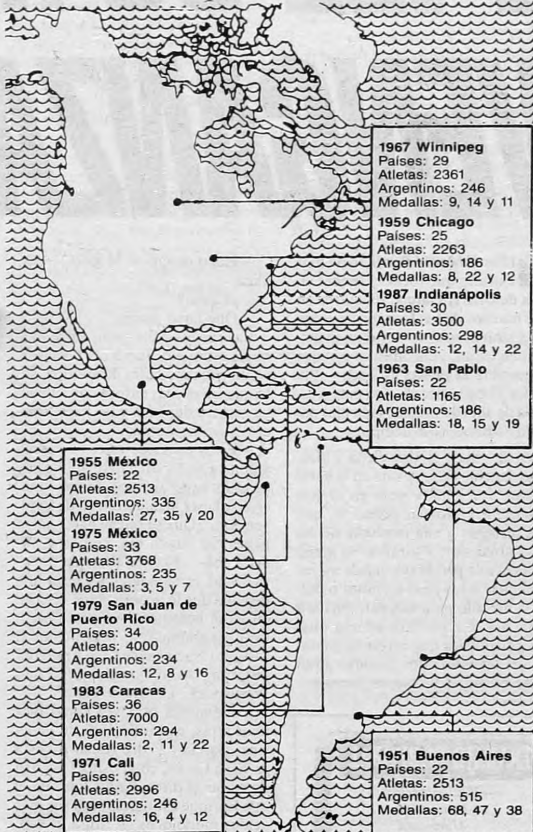 1967 Winnipeg
Países: 29
Atletas: 2361
Argentinos: 246
Medallas: 9, 14 y 11
1959 Chicago
Países: 25
Atletas: 2263
Argentinos: 186
Medallas: 8, 22 y 12
1987 Indianápolis
Países: 30
Atletas: 3500
Argentinos: 298
Medallas: 12, 14 y 22
1963 San Pablo
Países: 22
Atletas: 1165
Argentinos: 186
Medallas: 18, 15 y 19
1955 México
Países: 22
Atletas: 2513
Argentinos: 335
Medallas: 27, 35 y 20
1975 México
Países: 33
Atletas: 3768
Argentinos: 235
Medallas: 3, 5 y 7
1979 San Juan de
Puerto Rico
Países: 34
Atletas: 4000
Argentinos: 234
Medallas: 12, 8 y 16
1983 Caracas
Países: 36
Atletas: 7000
Argentinos: 294
Medallas: 2, 11 y 22
1971 Cali
Países: 30
Atletas: 2996
Argentinos: 246
Medallas: 16, 4 y 12
1951 Buenos Aires
Países: 22
Atletas: 2513
Argentinos: 515
Medallas: 68, 47 y 38